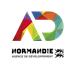 AD
NORMANDIE
AGENCE DE DÉVELOPPEMENT